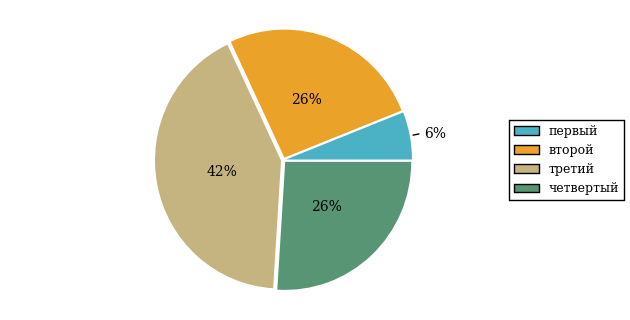 26%
6%
42%
26%
первый
второй
третий
четвертый